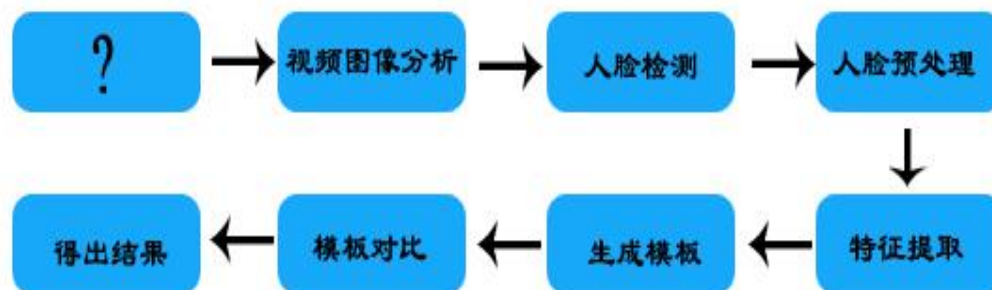 ?
视频图像分析
人脸检测
人脸预处理
特征提取
生成模板
模板对比
得出结果